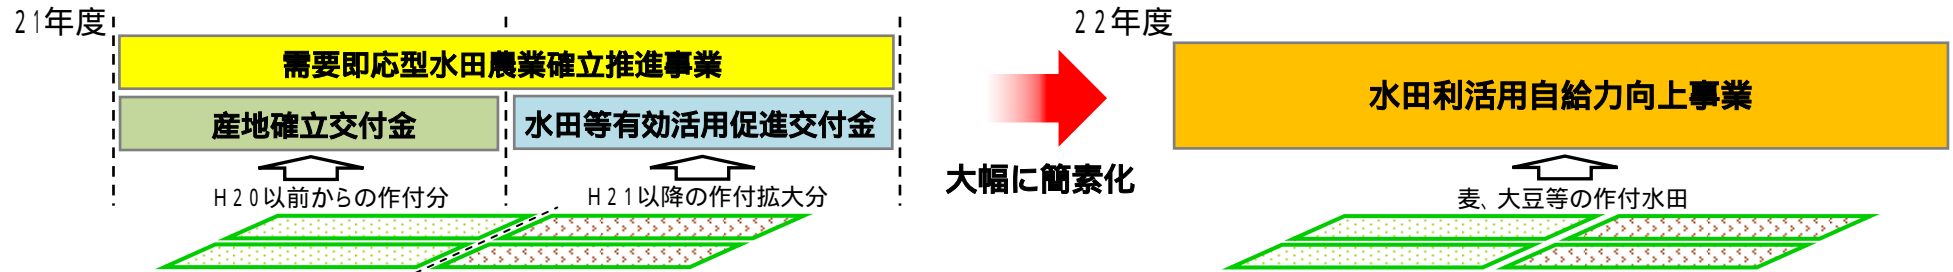 21年度
需要即応型水田農業確立推進事業
産地確立交付金
水田等有効活用促進交付金
H20以前からの作付分
H21以降の作付拡大分
大幅に簡素化
22年度
水田利活用自給力向上事業
麦、大豆等の作付水田